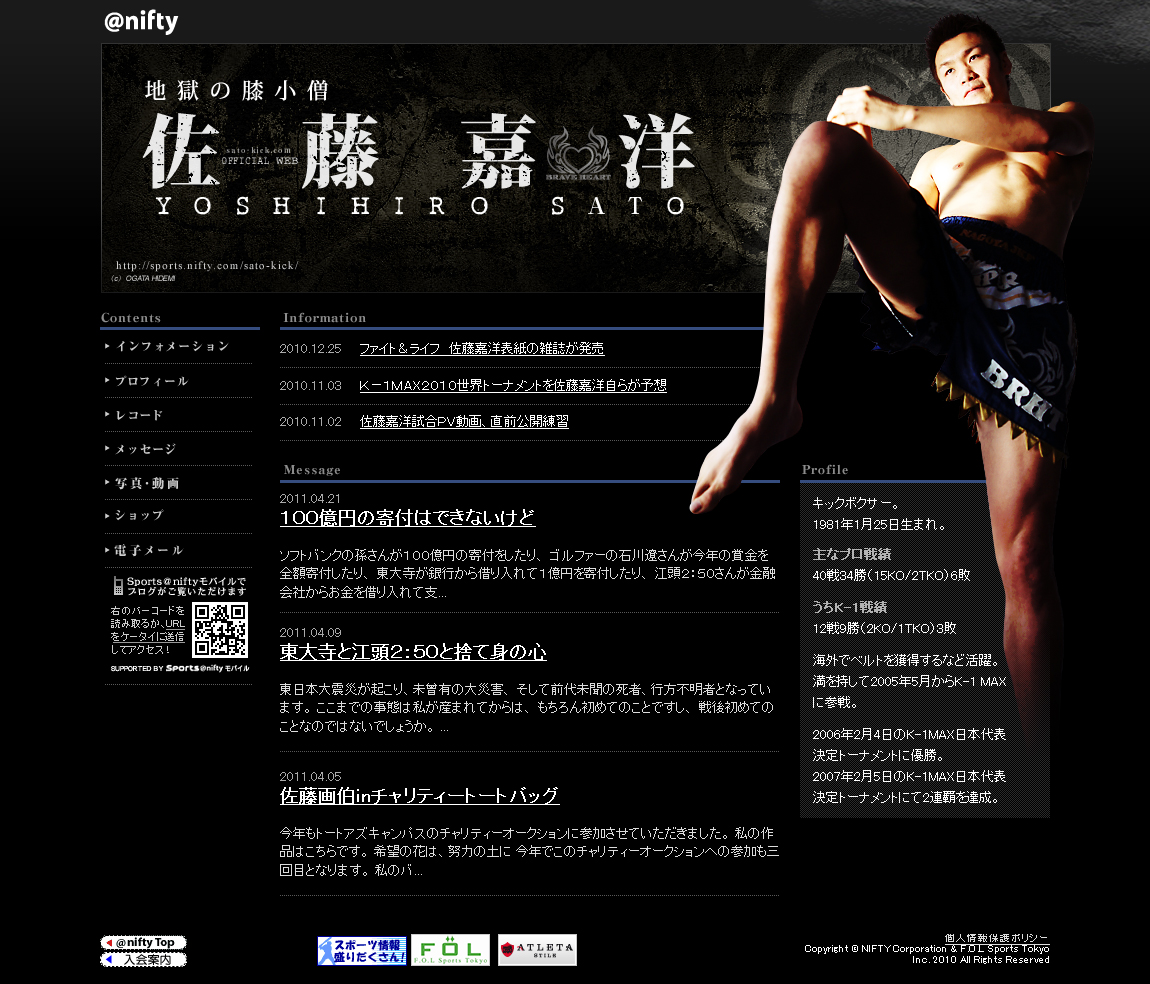 @nifty
地獄の膝小僧
佐藤 嘉洋
sato-kick.com
OFFICIAL WEB
BRAVE HEART
YOSHIHIRO SATO
http://sports.nifty.com/sato-kick/
(c) OGATA HIDEMI
Contents
インフォメーション
プロフィール
レコード
メッセージ
写真・動画
ショップ
電子メール
Sports@niftyモバイルで
ブログがご覧いただけます
右のバーコードを
読み取るか、URL
をケータイに送信
してアクセス！
SUPPORTED BY Sports@nifty モバイル
Information
2010.12.25 ファイト＆ライフ　佐藤嘉洋表紙の雑誌が発売
2010.11.03 Ｋ－１MAX２０１０世界トーナメントを佐藤嘉洋自らが予想
2010.11.02 佐藤嘉洋試合PV動画、直前公開練習
Message
2011.04.21
１００億円の寄付はできないけど
ソフトバンクの孫さんが１００億円の寄付をしたり、ゴルファーの石川遼さんが今年の賞金を
全額寄付したり、東大寺が銀行から借り入れて１億円を寄付したり、江頭２：５０さんが金融
会社からお金を借り入れて支...
2011.04.09
東大寺と江頭２：５０と捨て身の心
東日本大震災が起こり、未曾有の大災害、そして前代未聞の死者、行方不明者となってい
ます。ここまでの事態は私が産まれてからは、もちろん初めてのことですし、戦後初めての
ことなのではないでしょうか。...
2011.04.05
佐藤画伯inチャリティートートバッグ
今年もトートアズキャンバスのチャリティーオークションに参加させていただきました。私の作
品はこちらです。希望の花は、努力の土に 今年でこのチャリティーオークションへの参加も三
回目となります。私のバ...
BRHT
Profile
キックボクサー。
1981年1月25日生まれ。
主なプロ戦績
40戦34勝（15KO/2TKO）6敗
うちK-1戦績
12戦9勝（2KO/1TKO）3敗
海外でベルトを獲得するなど活躍。
満を持して2005年5月からK-1 MAX
に参戦。
2006年2月4日のK-1MAX日本代表
決定トーナメントに優勝。
2007年2月5日のK-1MAX日本代表
決定トーナメントにて2連覇を達成。
@nifty Top
入会案内
スポーツ情報
盛りだくさん!
FÖL
F.O.L Sports Tokyo
ATLETA
STILE
個人情報保護ポリシー
Copyright © NIFTY Corporation & F.O.L Sports Tokyo
Inc. 2010 All Rights Reserved